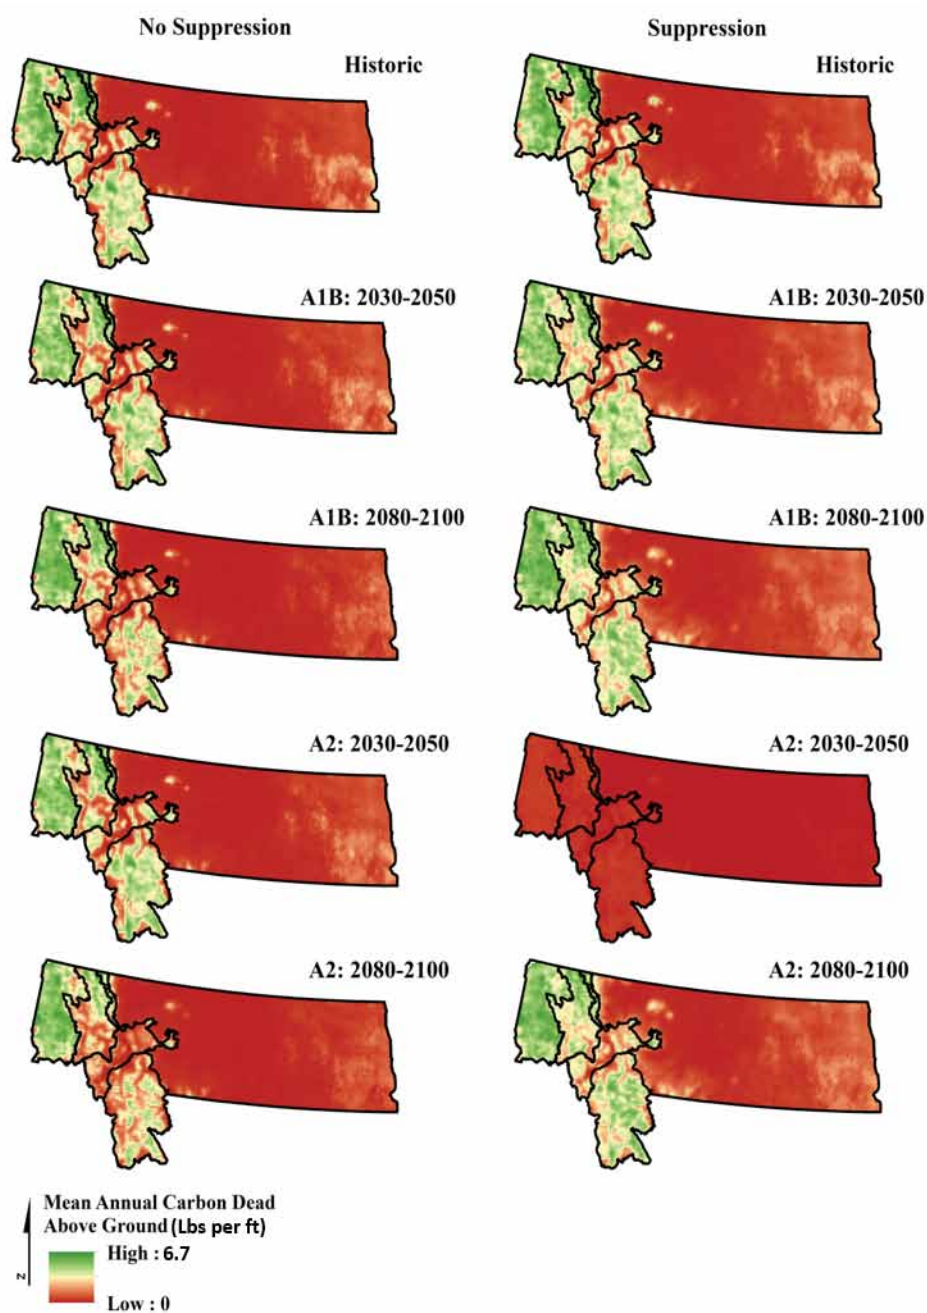 No Suppression
Suppression
Historic
Historic
A1B: 2030-2050
A1B: 2030-2050
A1B: 2080-2100
A1B: 2080-2100
A2: 2030-2050
A2: 2030-2050
A2: 2080-2100
A2: 2080-2100
Mean Annual Carbon Dead
Above Ground (Lbs per ft)
High : 6.7
Low : 0
N